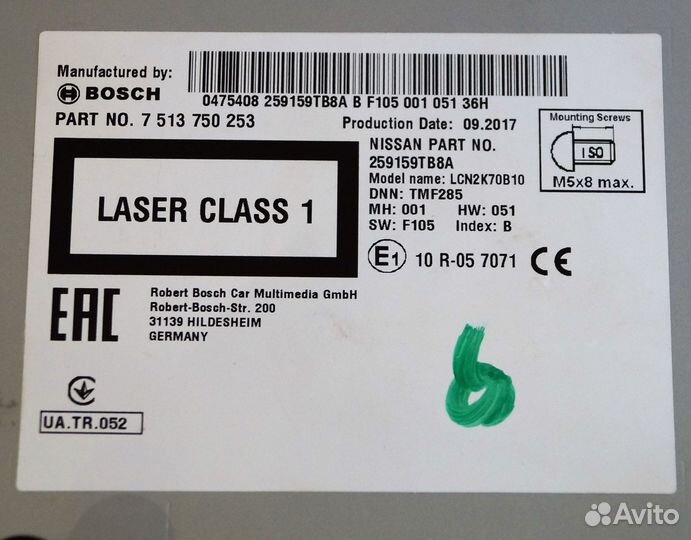 Manufactured by:
BOSCH
0475408 259159TB8A B F105 001 051 36H
PART NO. 7 513 750 253
Production Date: 09.2017
Mounting Screws
ISO
M5x8 max.
NISSAN PART NO.
259159TB8A
Model name: LCN2K70B10
DNN: TMF285
MH: 001 HW: 051
SW: F105 Index: B
LASER CLASS 1
E1 10 R-05 7071 CE
EAC
Robert Bosch Car Multimedia GmbH
Robert-Bosch-Str. 200
31139 HILDESHEIM
GERMANY
6
UA.TR.052
Avito